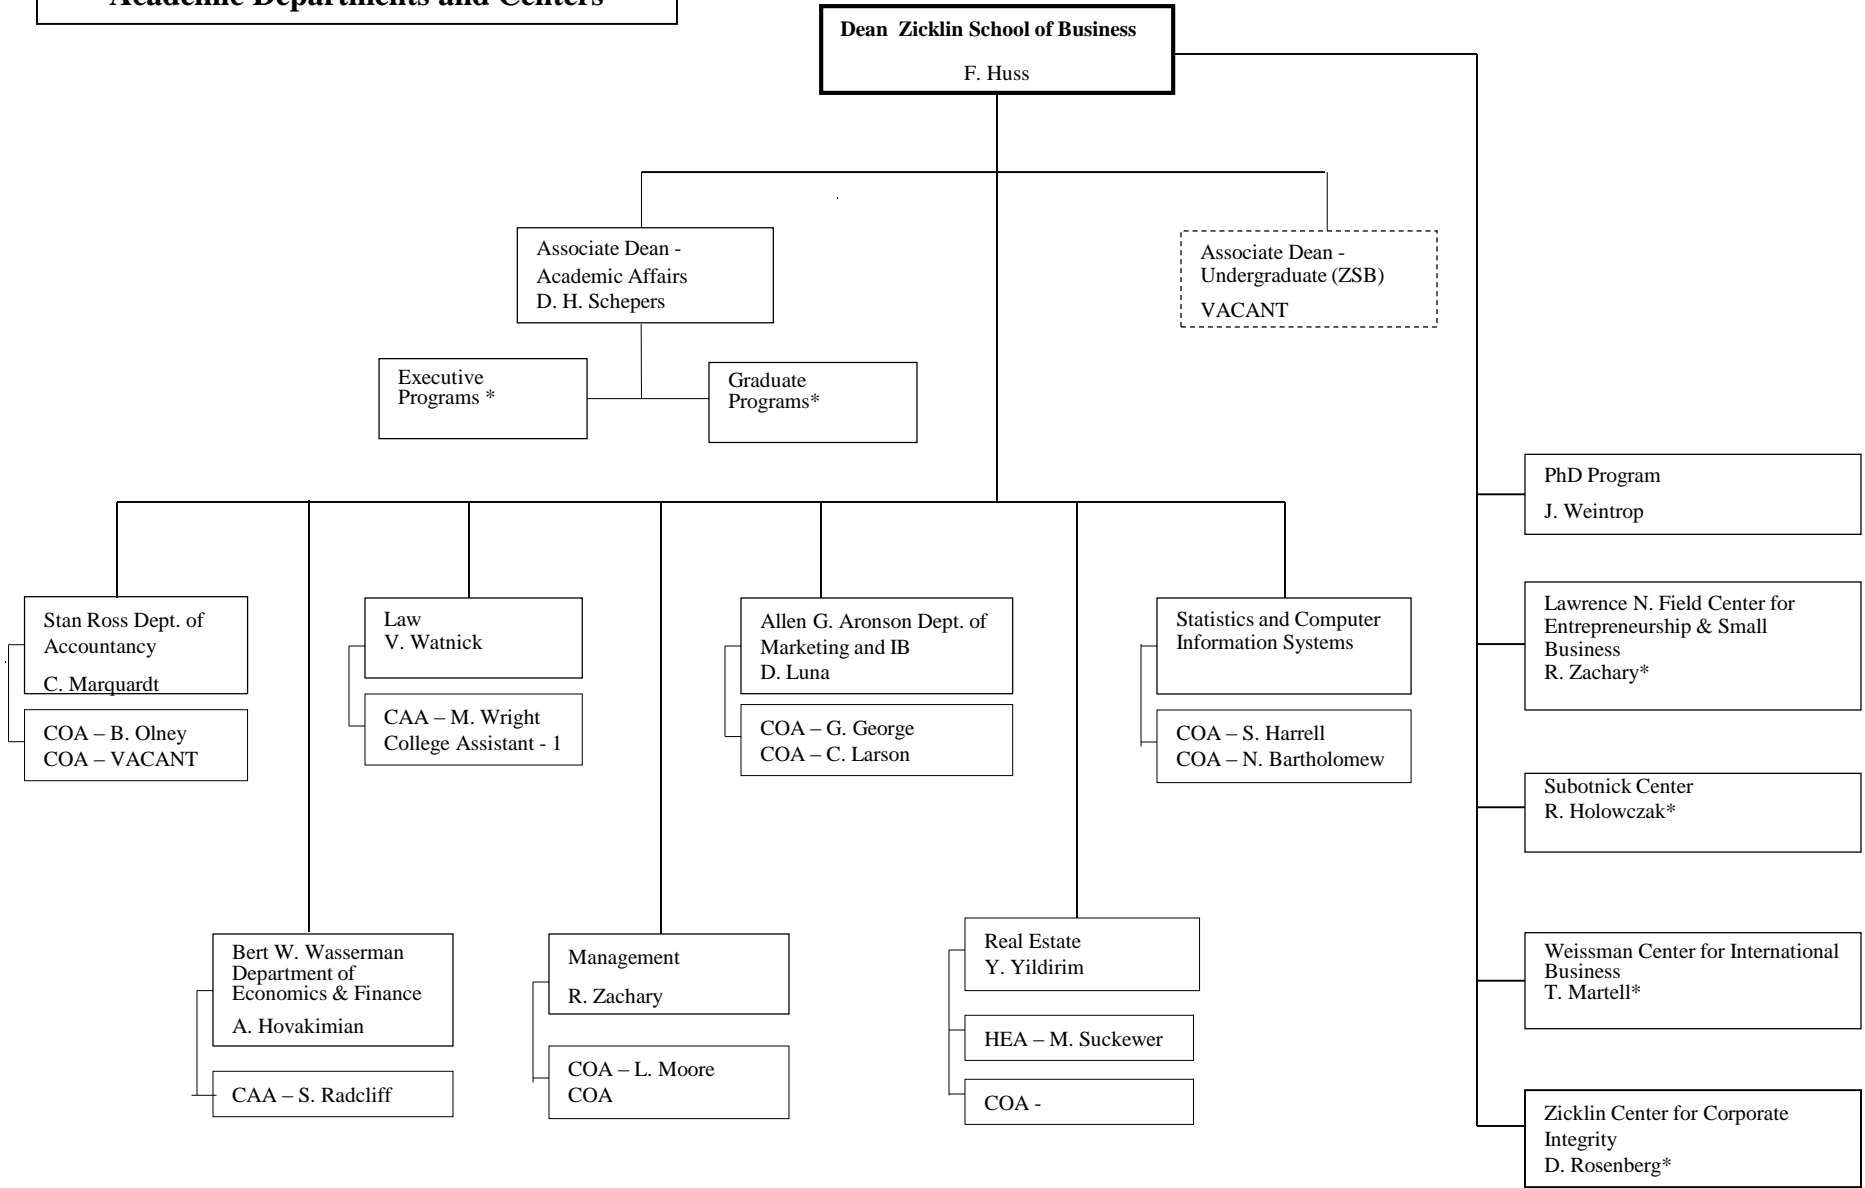 Academic Departments and Centers
Dean Zicklin School of Business
F. Huss
Associate Dean -
Academic Affairs
D. H. Schepers
Associate Dean -
Undergraduate (ZSB)
VACANT
Executive
Programs *
Graduate
Programs*
PhD Program
J. Weintrop
Lawrence N. Field Center for
Entrepreneurship & Small
Business
R. Zachary*
Subotnick Center
R. Holowczak*
Weissman Center for International
Business
T. Martell*
Zicklin Center for Corporate
Integrity
D. Rosenberg*
Stan Ross Dept. of
Accountancy
C. Marquardt
COA – B. Olney
COA – VACANT
Law
V. Watnick
CAA – M. Wright
College Assistant - 1
Allen G. Aronson Dept. of
Marketing and IB
D. Luna
COA – G. George
COA – C. Larson
Statistics and Computer
Information Systems
COA – S. Harrell
COA – N. Bartholomew
Bert W. Wasserman
Department of
Economics & Finance
A. Hovakimian
CAA – S. Radcliff
Management
R. Zachary
COA – L. Moore
COA
Real Estate
Y. Yildirim
HEA – M. Suckewer
COA -